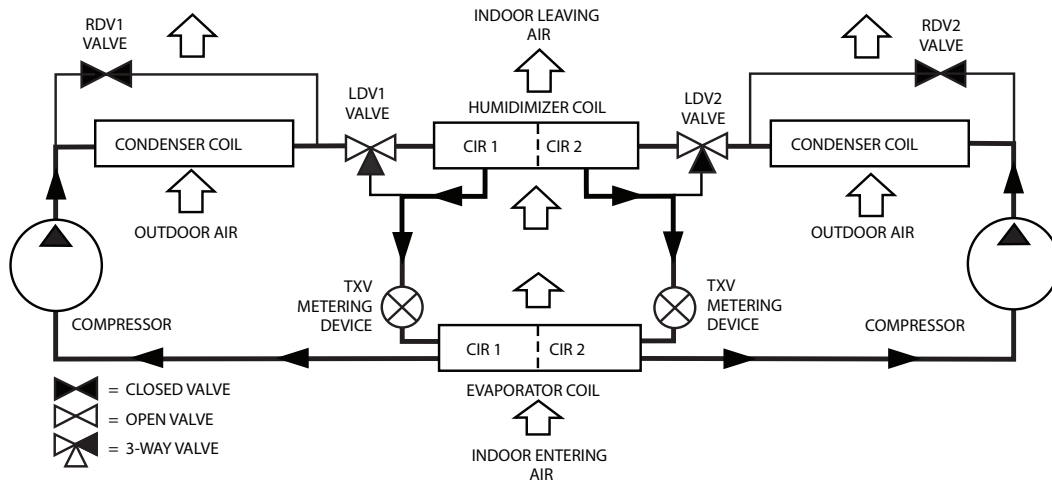 RDV1
VALVE
INDOOR LEAVING
AIR
RDV2
VALVE
LDV1
VALVE
HUMIDIMIZER COIL
LDV2
VALVE
CONDENSER COIL
CIR 1
CIR 2
CONDENSER COIL
OUTDOOR AIR
OUTDOOR AIR
TXV
METERING
DEVICE
TXV
METERING
DEVICE
COMPRESSOR
COMPRESSOR
CIR 1
CIR 2
EVAPORATOR COIL
= CLOSED VALVE
= OPEN VALVE
= 3-WAY VALVE
INDOOR ENTERING
AIR